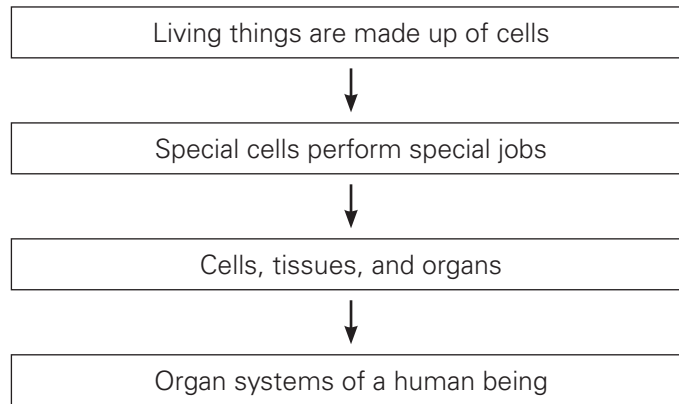 Living things are made up of cells
Special cells perform special jobs
Cells, tissues, and organs
Organ systems of a human being